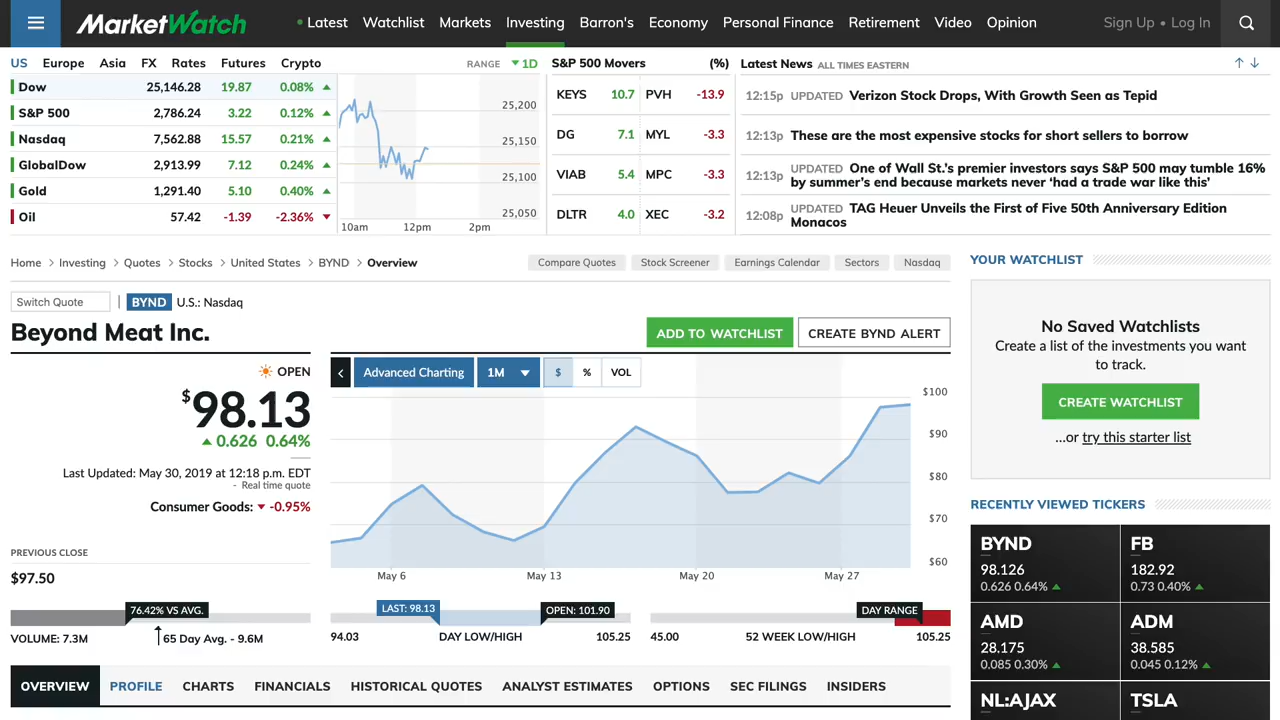 MarketWatch
Latest Watchlist Markets Investing Barron's Economy Personal Finance Retirement Video Opinion
Sign Up • Log In
US Europe Asia FX Rates Futures Crypto
RANGE 1D
Dow 25,146.28 19.87 0.08%
S&P 500 2,786.24 3.22 0.12%
Nasdaq 7,562.88 15.57 0.21%
GlobalDow 2,913.99 7.12 0.24%
Gold 1,291.40 5.10 0.40%
Oil 57.42 -1.39 -2.36%
25,200
25,150
25,100
25,050
10am 12pm 2pm
S&P 500 Movers (%)
KEYS 10.7 PVH -13.9
DG 7.1 MYL -3.3
VIAB 5.4 MPC -3.3
DLTR 4.0 XEC -3.2
Latest News ALL TIMES EASTERN
12:15p UPDATED Verizon Stock Drops, With Growth Seen as Tepid
12:13p These are the most expensive stocks for short sellers to borrow
12:13p UPDATED One of Wall St.'s premier investors says S&P 500 may tumble 16%
by summer's end because markets never ‘had a trade war like this’
12:08p UPDATED TAG Heuer Unveils the First of Five 50th Anniversary Edition
Monacos
Home > Investing > Quotes > Stocks > United States > BYND > Overview
Compare Quotes Stock Screener Earnings Calendar Sectors Nasdaq
Switch Quote | BYND U.S.: Nasdaq
Beyond Meat Inc.
ADD TO WATCHLIST CREATE BYND ALERT
OPEN
$98.13
0.626 0.64%
Last Updated: May 30, 2019 at 12:18 p.m. EDT
- Real time quote
Consumer Goods: -0.95%
PREVIOUS CLOSE
$97.50
Advanced Charting 1M $ % VOL
$100
$90
$80
$70
$60
May 6 May 13 May 20 May 27
76.42% VS AVG.
VOLUME: 7.3M 65 Day Avg. - 9.6M
LAST: 98.13 OPEN: 101.90
94.03 DAY LOW/HIGH 105.25
DAY RANGE
45.00 52 WEEK LOW/HIGH 105.25
OVERVIEW PROFILE CHARTS FINANCIALS HISTORICAL QUOTES ANALYST ESTIMATES OPTIONS SEC FILINGS INSIDERS
YOUR WATCHLIST
No Saved Watchlists
Create a list of the investments you want
to track.
CREATE WATCHLIST
...or try this starter list
RECENTLY VIEWED TICKERS
BYND
98.126
0.626 0.64%
FB
182.92
0.73 0.40%
AMD
28.175
0.085 0.30%
ADM
38.585
0.045 0.12%
NL:AJAX
TSLA